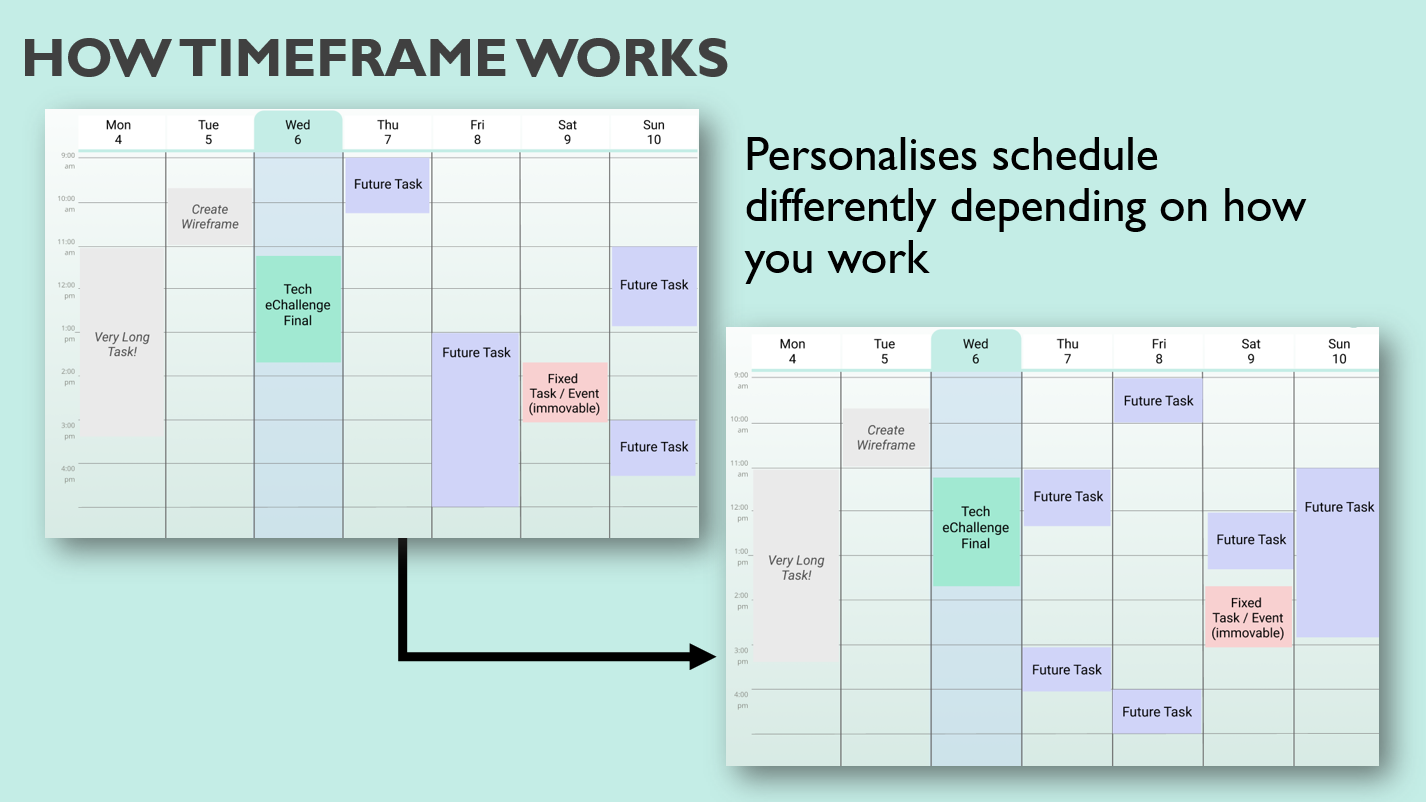 HOW TIMEFRAME WORKS
Mon Tue Wed Thu Fri Sat Sun
4 5 6 7 8 9 10
9:00
am
10:00
am
11:00
am
12:00
pm
1:00
pm
2:00
pm
3:00
pm
4:00
pm
Very Long
Task!
Create
Wireframe
Tech
eChallenge
Final
Future Task
Future Task
Fixed
Task / Event
(immovable)
Future Task
Future Task
Personalises schedule
differently depending on how
you work
Mon Tue Wed Thu Fri Sat Sun
4 5 6 7 8 9 10
9:00
am
10:00
am
11:00
am
12:00
pm
1:00
pm
2:00
pm
3:00
pm
4:00
pm
Very Long
Task!
Create
Wireframe
Tech
eChallenge
Final
Future Task
Future Task
Future Task
Future Task
Future Task
Fixed
Task / Event
(immovable)
Future Task